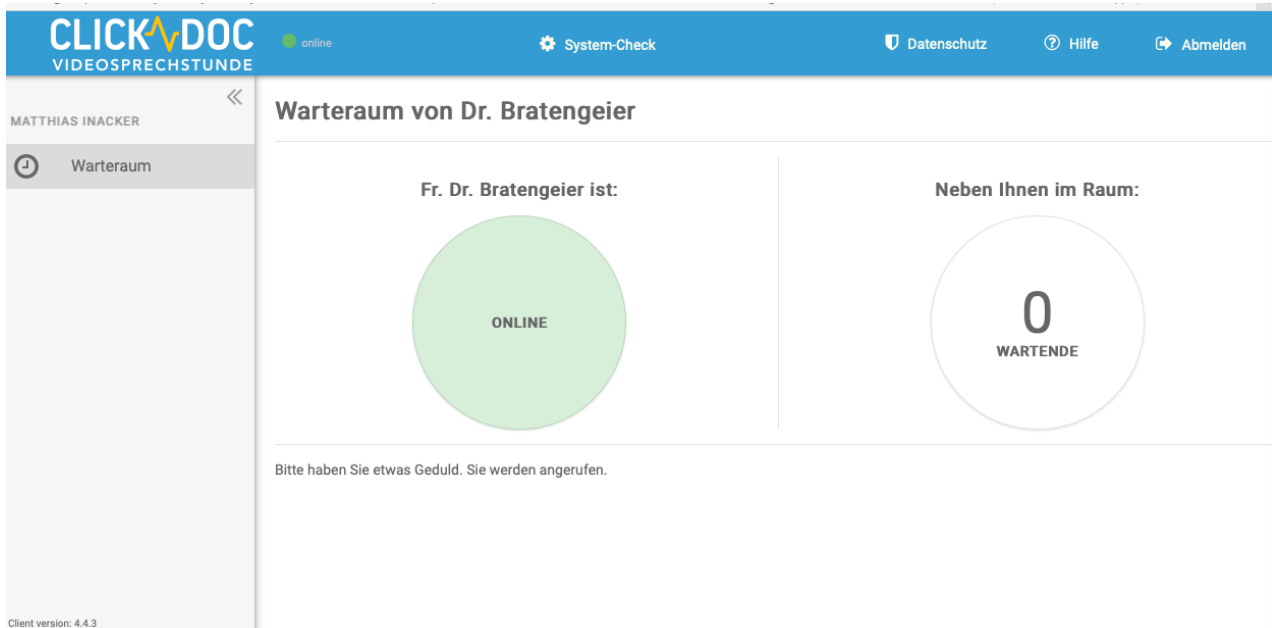 CLICK DOC
VIDEOSPRECHSTUNDE
online
System-Check
Datenschutz
Hilfe
Abmelden
MATTHIAS INACKER
Warteraum
Warteraum von Dr. Bratengeier
Fr. Dr. Bratengeier ist:
ONLINE
Neben Ihnen im Raum:
0
WARTENDE
Bitte haben Sie etwas Geduld. Sie werden angerufen.
Client version: 4.4.3